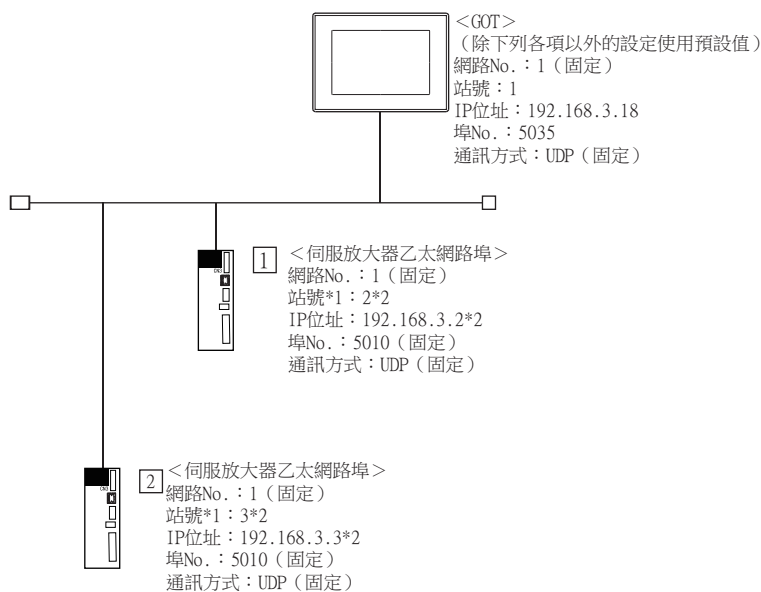 ＜GOT＞
（除下列各項以外的設定使用預設值）
網路No.：1（固定）
站號：1
IP位址：192.168.3.18
埠No.：5035
通訊方式：UDP（固定）
1
＜伺服放大器乙太網路埠＞
網路No.：1（固定）
站號*1：2*2
IP位址：192.168.3.2*2
埠No.：5010（固定）
通訊方式：UDP（固定）
2
＜伺服放大器乙太網路埠＞
網路No.：1（固定）
站號*1：3*2
IP位址：192.168.3.3*2
埠No.：5010（固定）
通訊方式：UDP（固定）